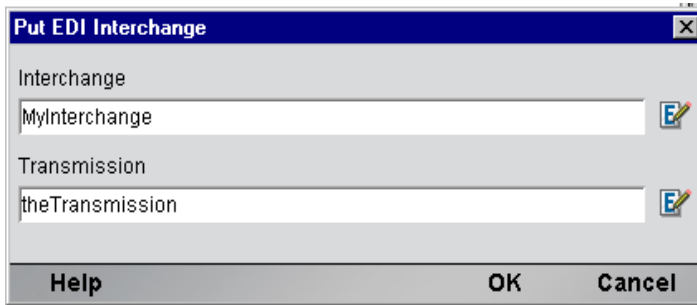 Put EDI Interchange
Interchange
MyInterchange
Transmission
theTransmission
Help OK Cancel